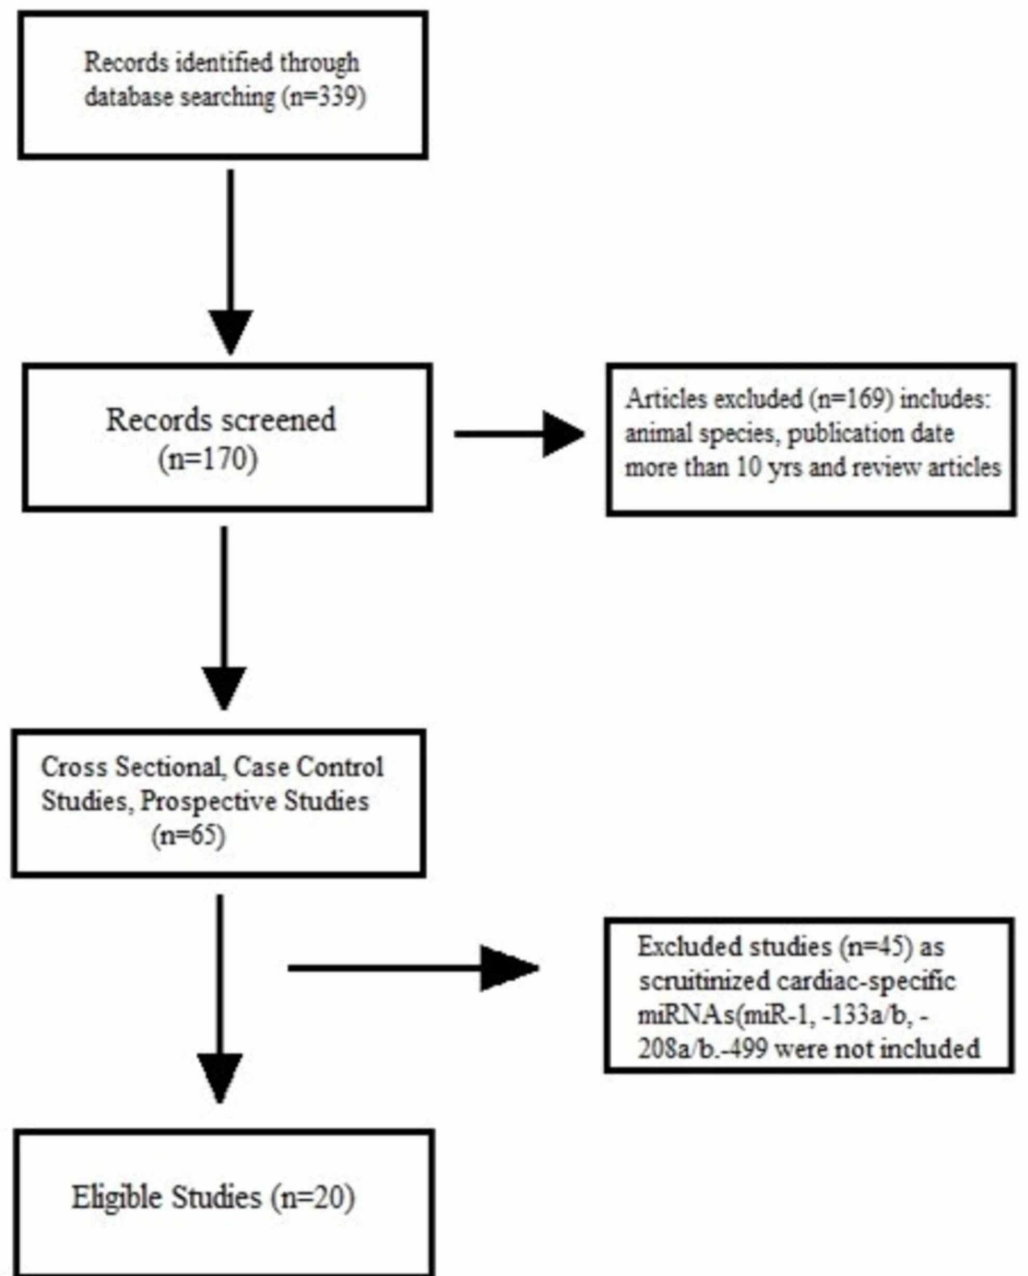 Records identified through
database searching (n=339)
Records screened
(n=170)
Articles excluded (n=169) includes:
animal species, publication date
more than 10 yrs and review articles
Cross Sectional, Case Control
Studies, Prospective Studies
(n=65)
Excluded studies (n=45) as
scruitinized cardiac-specific
miRNAs(miR-1, -133a/b, -
208a/b.-499 were not included
Eligible Studies (n=20)